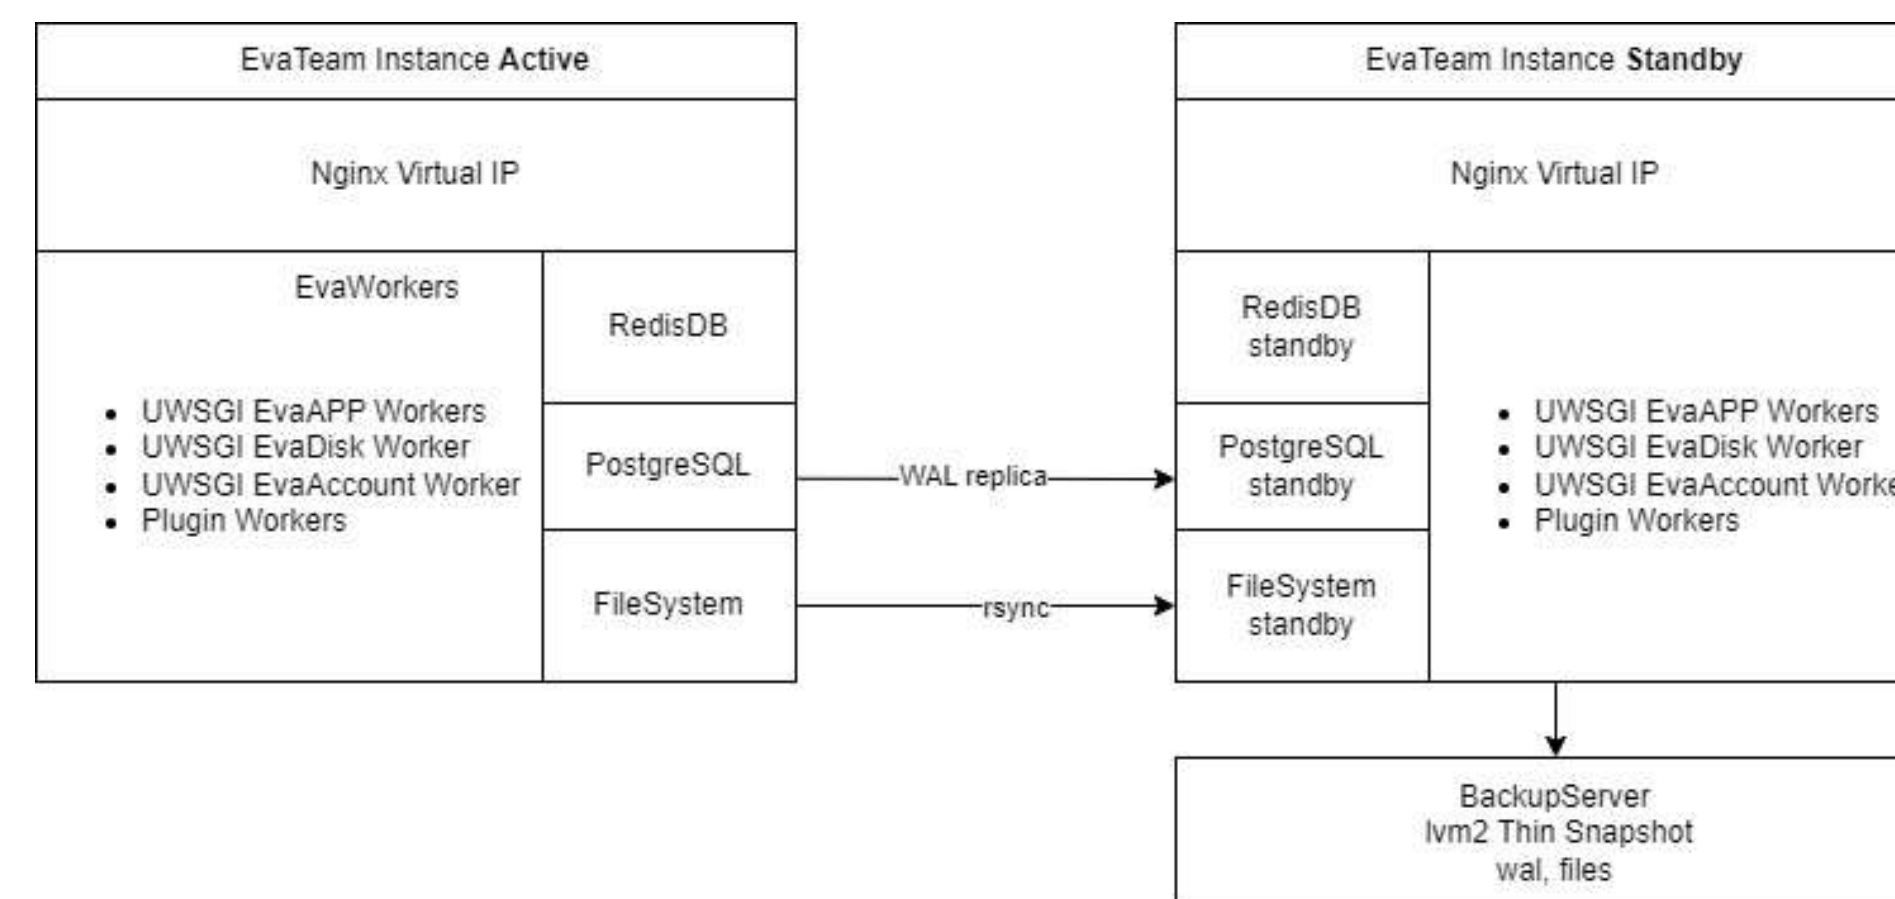 EvaTeam Instance Active
Nginx Virtual IP
EvaWorkers
• UWSGI EvaAPP Workers
• UWSGI EvaDisk Worker
• UWSGI EvaAccount Worker
• Plugin Workers
RedisDB
PostgreSQL
FileSystem
WAL replica
rsync
EvaTeam Instance Standby
Nginx Virtual IP
RedisDB
standby
PostgreSQL
standby
FileSystem
standby
• UWSGI EvaAPP Workers
• UWSGI EvaDisk Worker
• UWSGI EvaAccount Worke
• Plugin Workers
BackupServer
lvm2 Thin Snapshot
wal, files